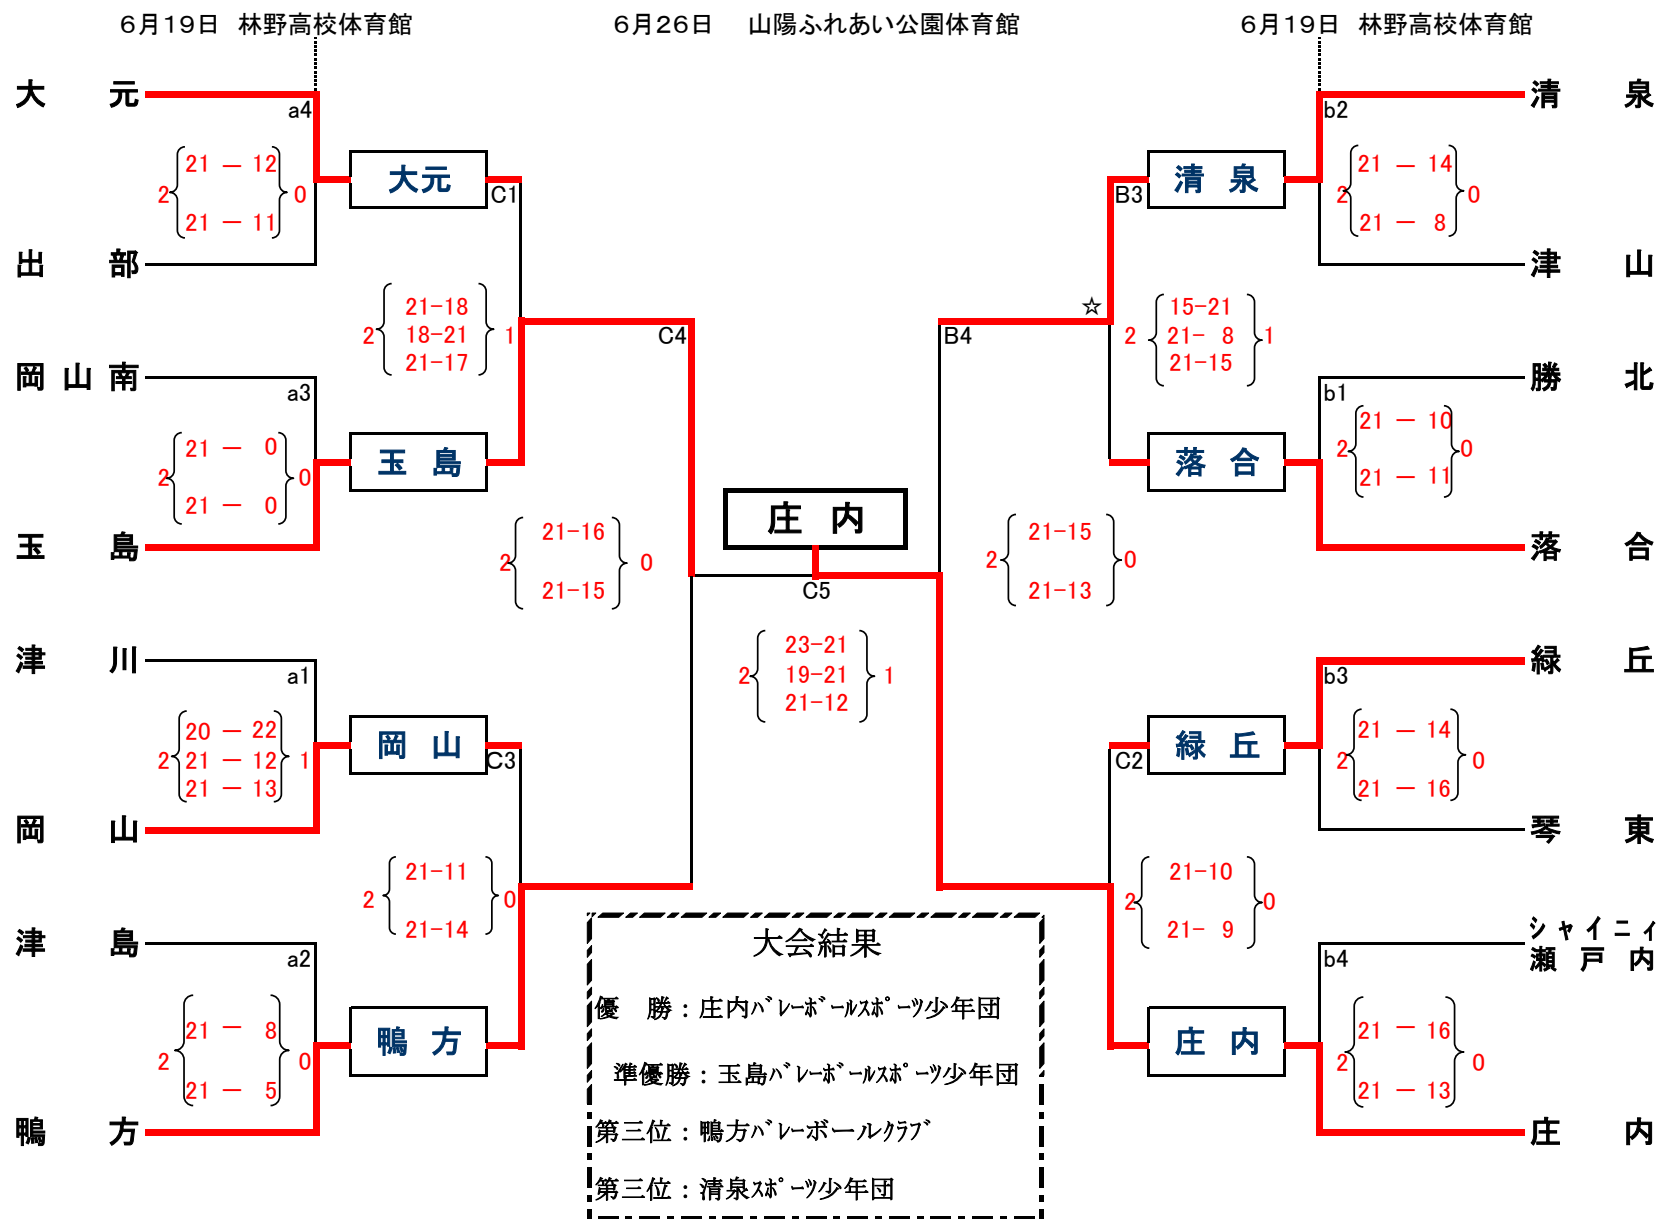 6月19日 林野高校体育館
6月26日 山陽ふれあい公園体育館
6月19日 林野高校体育館
大元
a4
21 － 12
2 0
21 － 11
出部
大元
C1
岡山南
a3
21 － 0
2 0
21 － 0
玉島
玉島
21-18
2 18-21 1
21-17
C4
津川
a1
20 － 22
2 21 － 12 1
21 － 13
岡山
岡山
C3
津島
a2
21 － 8
2 0
21 － 5
鴨方
鴨方
21-11
2 0
21-14
21-16
2 0
21-15
庄内
C5
23-21
2 19-21 1
21-12
清泉
b2
21 － 14
2 0
21 － 8
津山
清泉
B3
☆
15-21
2 21- 8 1
21-15
B4
勝北
b1
21 － 10
2 0
21 － 11
落合
落合
21-15
2 0
21-13
緑丘
b3
21 － 14
2 0
21 － 16
琴東
緑丘
C2
21-10
2 0
21- 9
シャイニィ
瀬戸内
b4
21 － 16
2 0
21 － 13
庄内
庄内
大会結果
優 勝：庄内ﾊﾞﾚｰﾎﾞｰﾙｽﾎﾟｰﾂ少年団
準優勝：玉島ﾊﾞﾚｰﾎﾞｰﾙｽﾎﾟｰﾂ少年団
第三位：鴨方ﾊﾞﾚｰボールｸﾗﾌﾞ
第三位：清泉ｽﾎﾟｰﾂ少年団